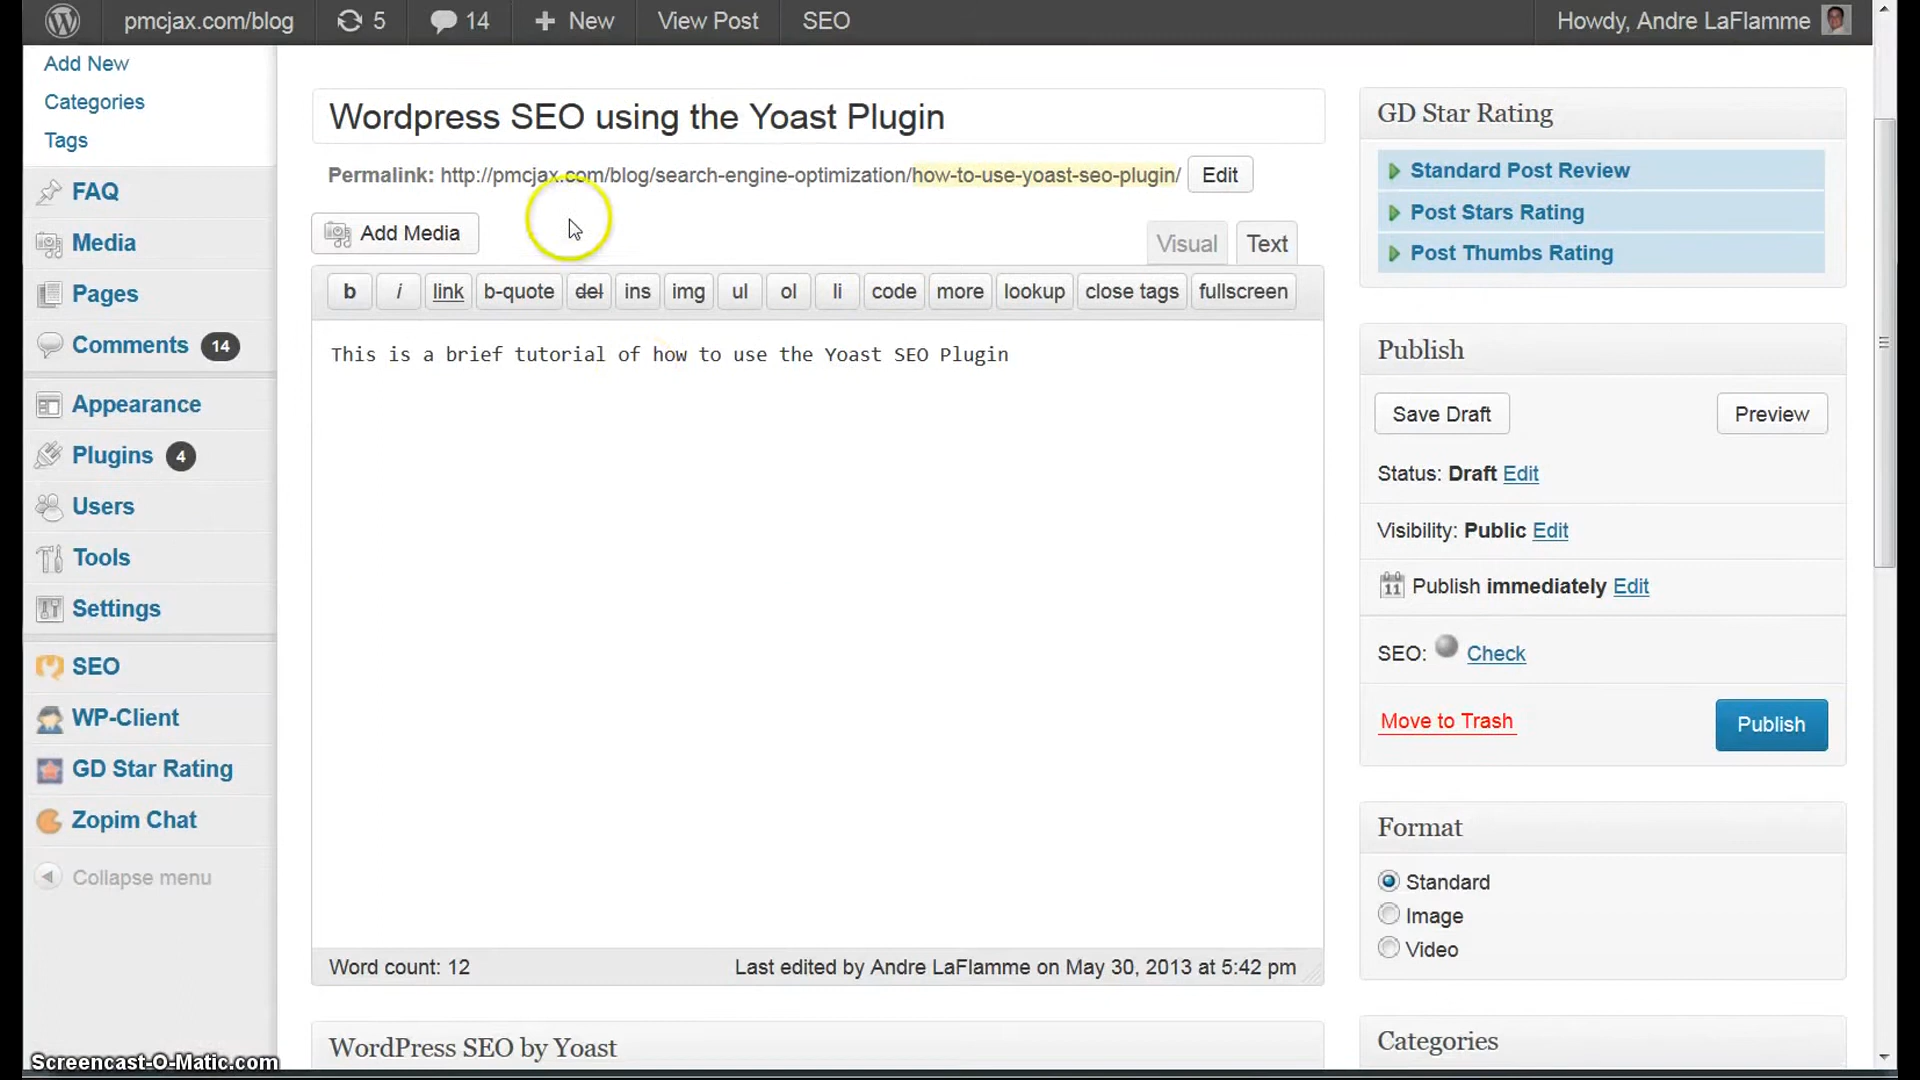 pmcjax.com/blog 5 14 New View Post SEO Howdy, Andre LaFlamme
Add New
Categories
Tags
FAQ
Media
Pages
Comments 14
Appearance
Plugins 4
Users
Tools
Settings
SEO
WP-Client
GD Star Rating
Zopim Chat
Collapse menu
Wordpress SEO using the Yoast Plugin
Permalink: http://pmcjax.com/blog/search-engine-optimization/how-to-use-yoast-seo-plugin/ Edit
Add Media
Visual Text
b i link b-quote del ins img ul ol li code more lookup close tags fullscreen
This is a brief tutorial of how to use the Yoast SEO Plugin
Word count: 12 Last edited by Andre LaFlamme on May 30, 2013 at 5:42 pm
WordPress SEO by Yoast
GD Star Rating
Standard Post Review
Post Stars Rating
Post Thumbs Rating
Publish
Save Draft Preview
Status: Draft Edit
Visibility: Public Edit
11 Publish immediately Edit
SEO: Check
Move to Trash Publish
Format
Standard
Image
Video
Categories
Screencast-O-Matic.com